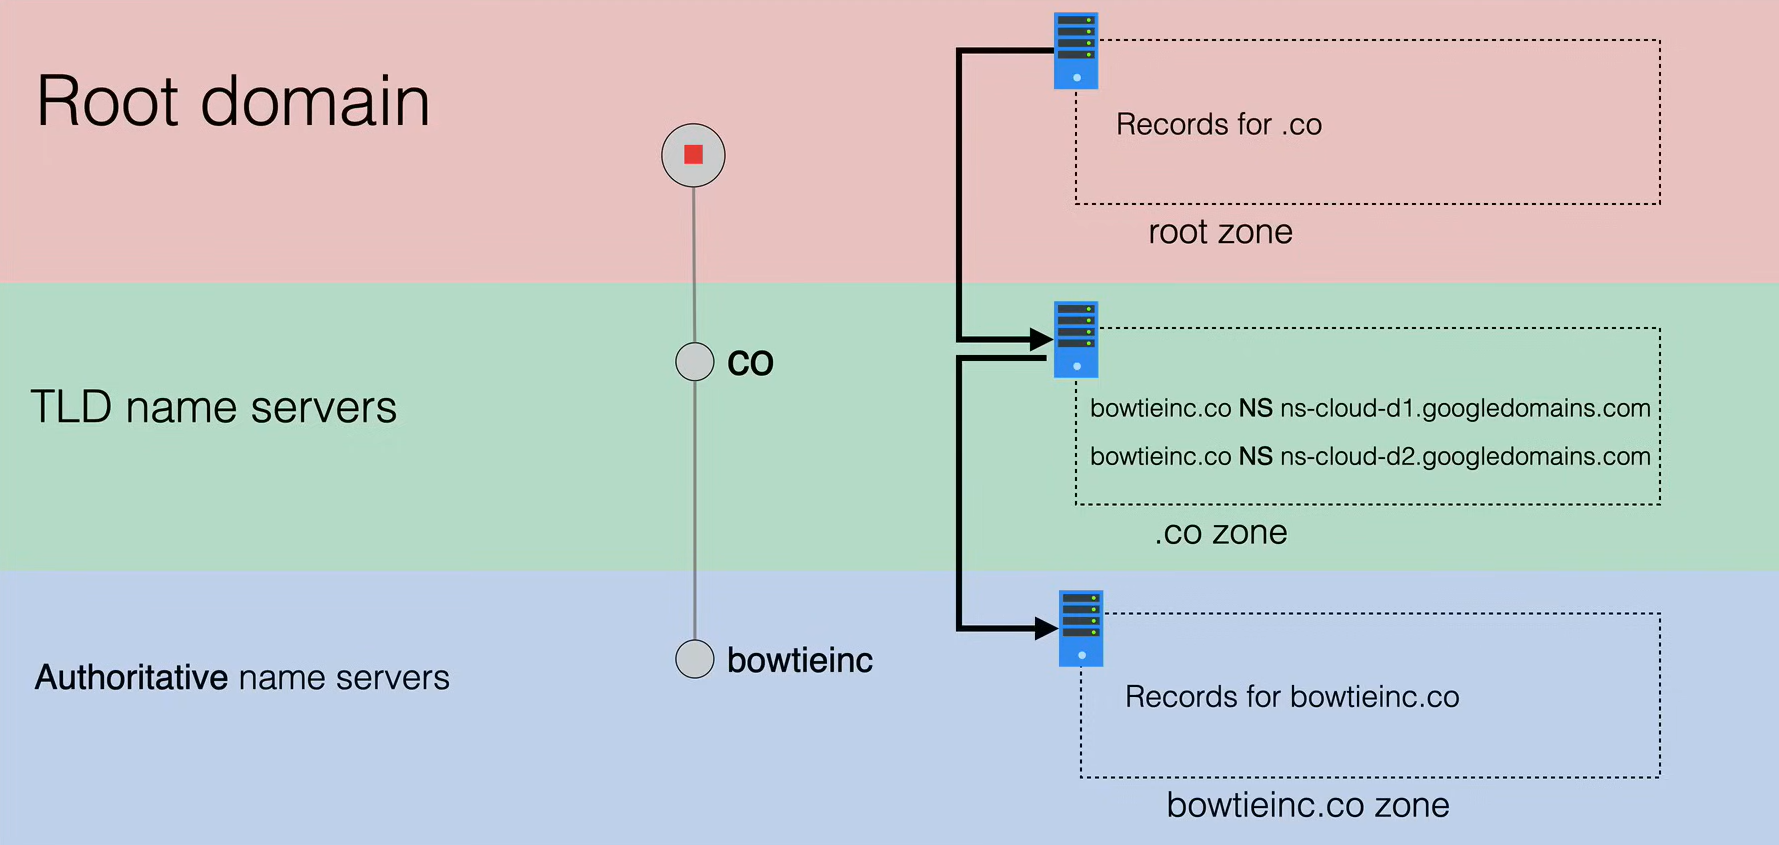 Root domain
Records for .co
root zone
co
TLD name servers
bowtieinc.co NS ns-cloud-d1.googledomains.com
bowtieinc.co NS ns-cloud-d2.googledomains.com
.co zone
bowtieinc
Authoritative name servers
Records for bowtieinc.co
bowtieinc.co zone